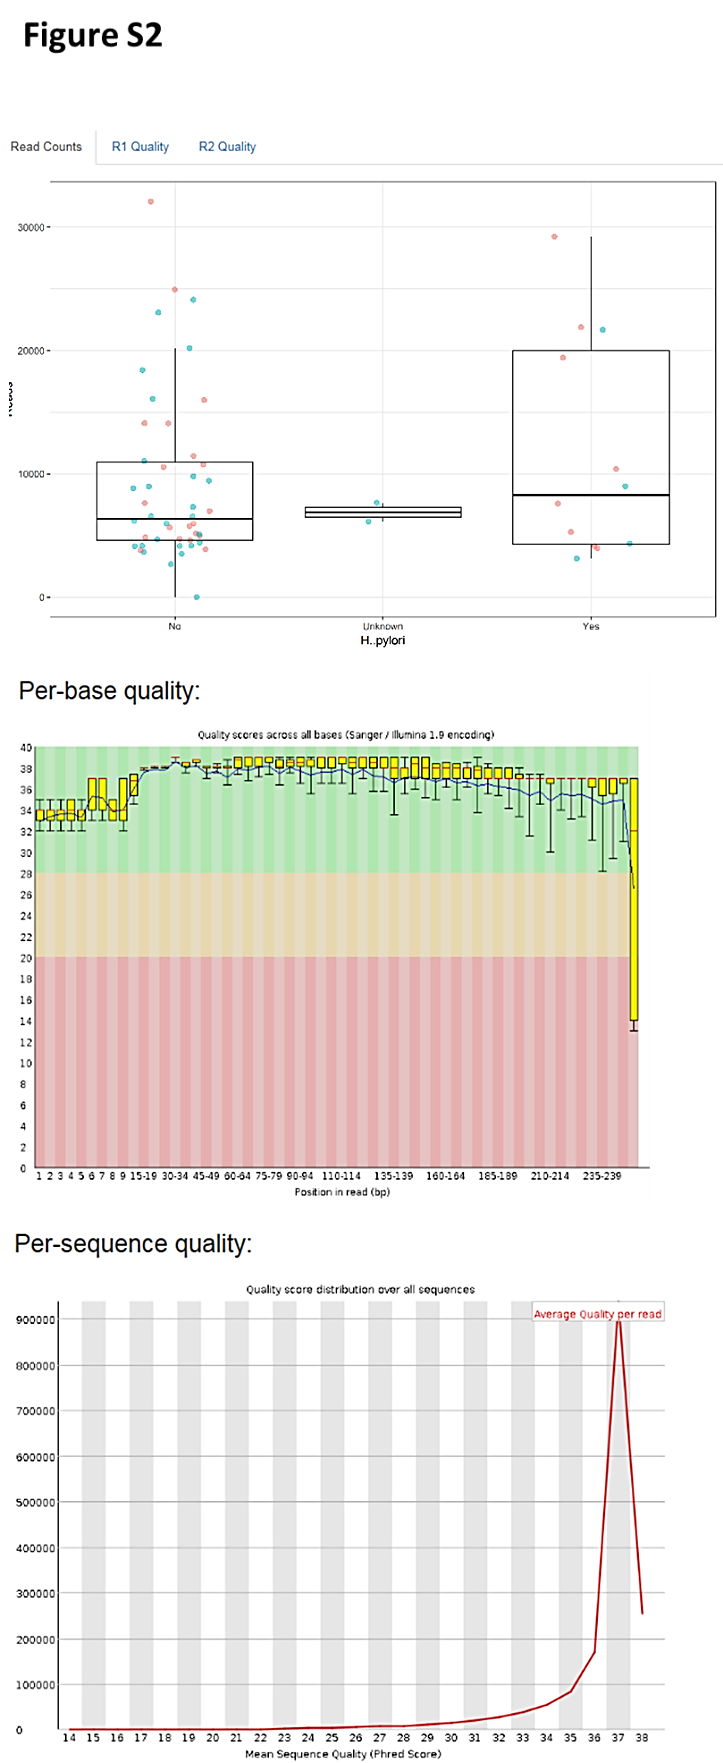 Figure S2
Read Counts R1 Quality R2 Quality
30000
20000
10000
0
No Unknown Yes
H..pylori
Per-base quality:
Quality scores across all bases (Sanger / Illumina 1.9 encoding)
40
38
36
34
32
30
28
26
24
22
20
18
16
14
12
10
8
6
4
2
0
1 2 3 4 5 6 7 8 9 15-19 30-34 45-49 60-64 75-79 90-94 110-114 135-139 160-164 185-189 210-214 235-239
Position in read (bp)
Per-sequence quality:
Quality score distribution over all sequences
Average Quality per read
900000
800000
700000
600000
500000
400000
300000
200000
100000
0
14 15 16 17 18 19 20 21 22 23 24 25 26 27 28 29 30 31 32 33 34 35 36 37 38
Mean Sequence Quality (Phred Score)